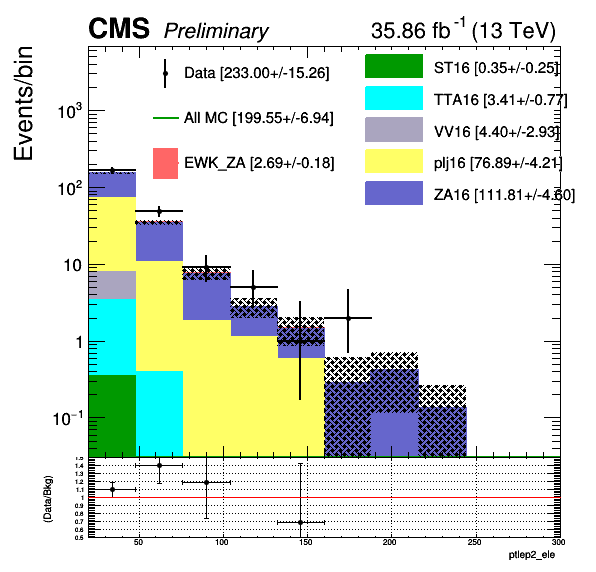 CMS Preliminary 35.86 fb⁻¹ (13 TeV)
Events/bin
Data [233.00+/-15.26]
All MC [199.55+/-6.94]
EWK_ZA [2.69+/-0.18]
ST16 [0.35+/-0.25]
TTA16 [3.41+/-0.77]
VV16 [4.40+/-2.93]
plj16 [76.89+/-4.21]
ZA16 [111.81+/-4.60]
10³
10²
10
1
10⁻¹
(Data/Bkg)
1.5
1.4
1.3
1.2
1.1
1
0.9
0.8
0.7
0.6
0.5
50 100 150 200 250 300
ptlep2_ele